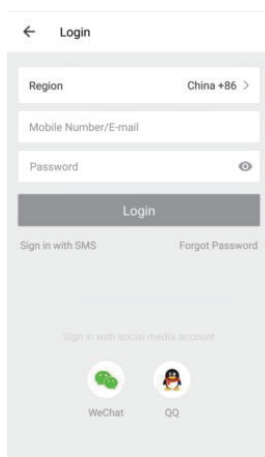 Login
Region China +86 >
Mobile Number/E-mail
Password
Login
Sign in with SMS Forgot Password
Sign in with social media account
WeChat QQ